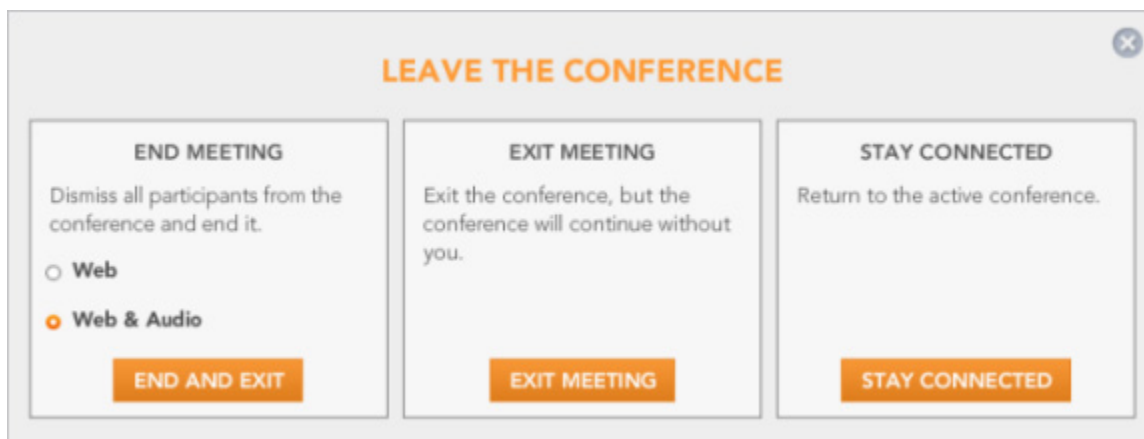 LEAVE THE CONFERENCE
END MEETING
Dismiss all participants from the
conference and end it.
Web
Web & Audio
END AND EXIT
EXIT MEETING
Exit the conference, but the
conference will continue without
you.
EXIT MEETING
STAY CONNECTED
Return to the active conference.
STAY CONNECTED